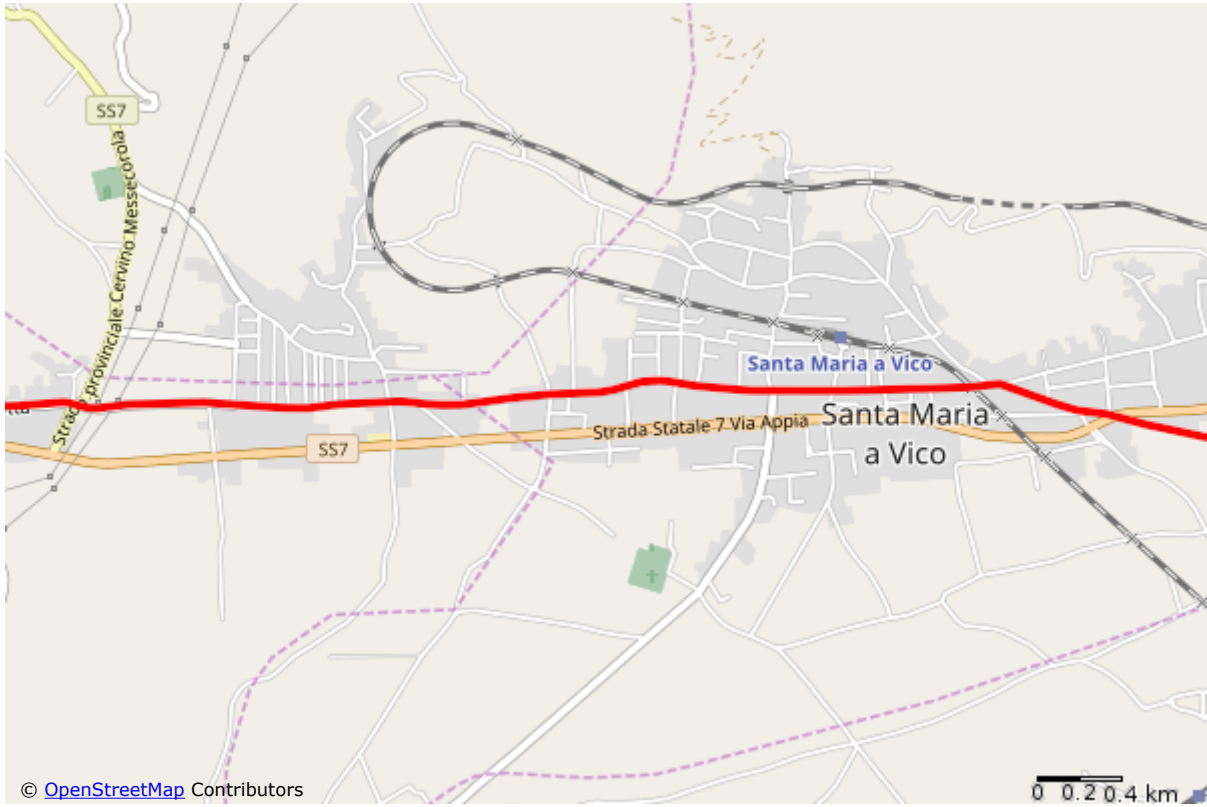 SS7
Strada provinciale Cervino Messecorola
Santa Maria a Vico
Santa Maria
a Vico
Strada Statale 7 Via Appia
SS7
© OpenStreetMap Contributors
0 0.2 0.4 km